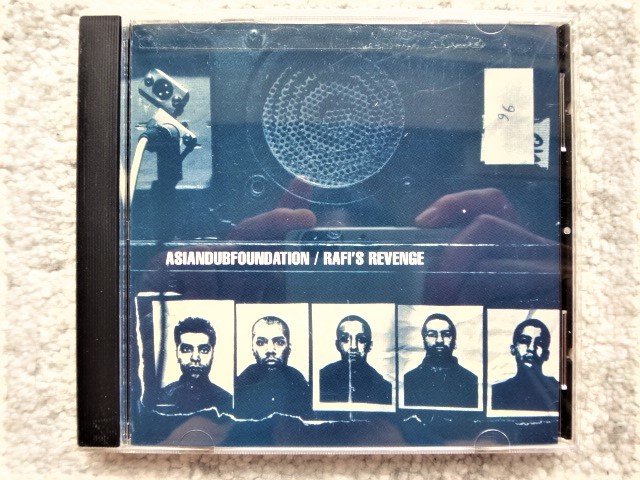 96
ASIANDUBFOUNDATION / RAFI'S REVENGE